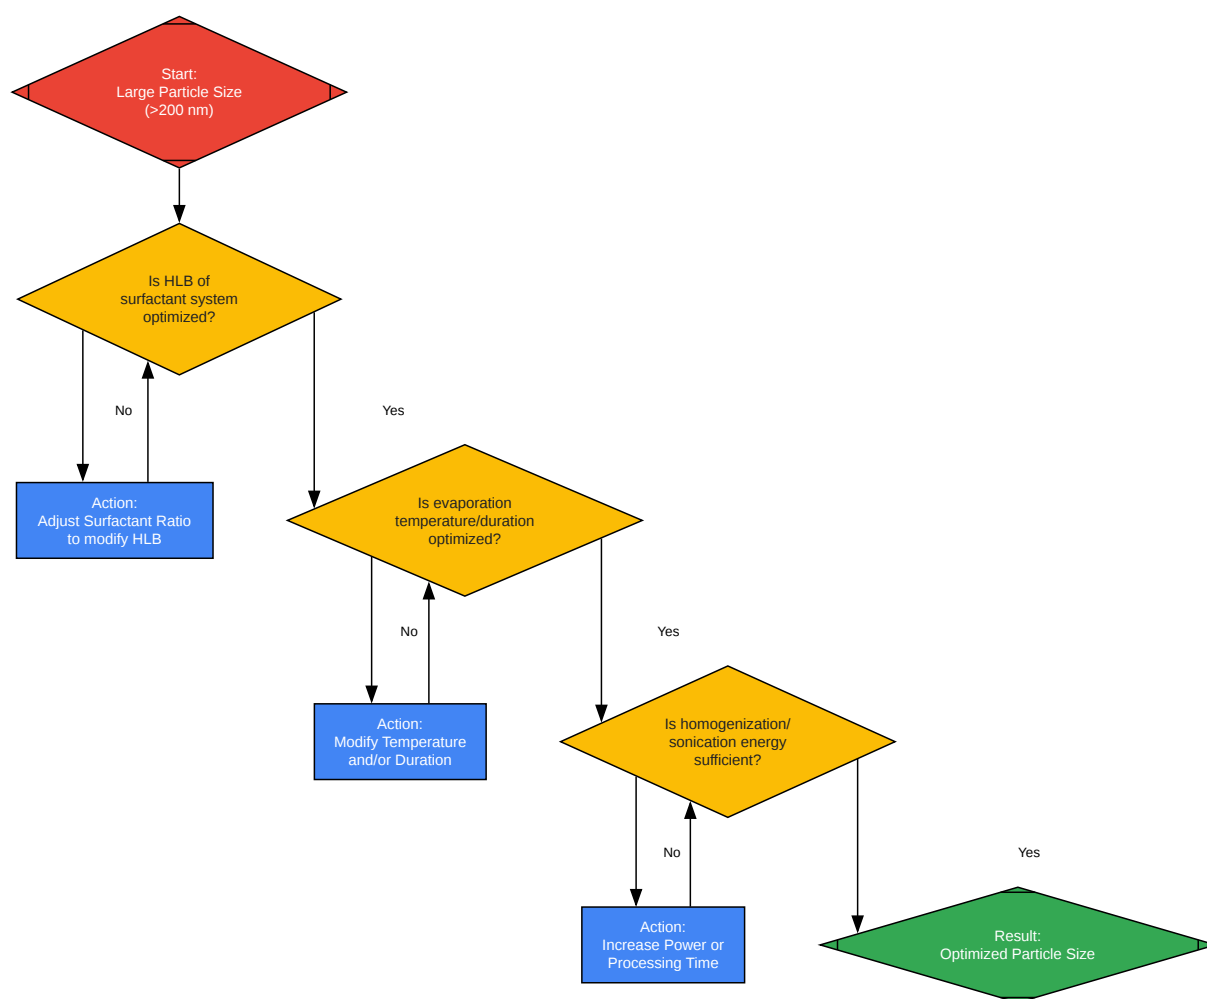 Start:
Large Particle Size
(>200 nm)
Is HLB of
surfactant system
optimized?
No
Yes
Action:
Adjust Surfactant Ratio
to modify HLB
Is evaporation
temperature/duration
optimized?
No
Yes
Action:
Modify Temperature
and/or Duration
Is homogenization/
sonication energy
sufficient?
No
Yes
Action:
Increase Power or
Processing Time
Result:
Optimized Particle Size